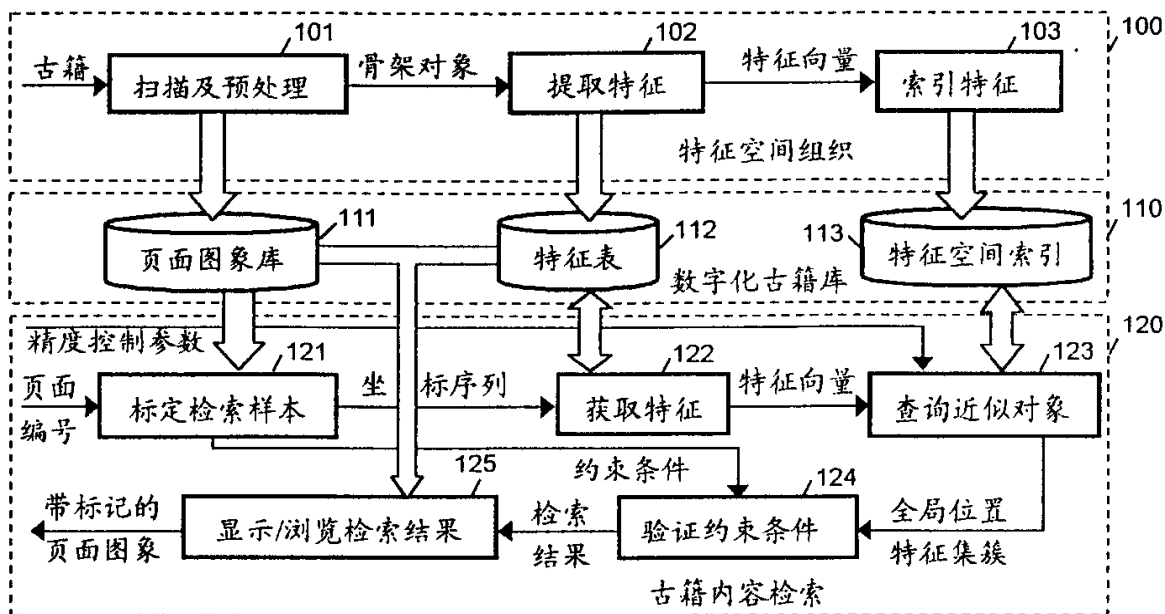 101
102
103
100
古籍
扫描及预处理
骨架对象
提取特征
特征向量
索引特征
特征空间组织
110
111
页面图象库
112
特征表
113
特征空间索引
数字化古籍库
120
精度控制参数
121
122
123
页面
编号
标定检索样本
坐 标序列
获取特征
特征向量
查询近似对象
约束条件
125
124
带标记的
页面图象
显示/浏览检索结果
检索
结果
验证约束条件
全局位置
特征集簇
古籍内容检索